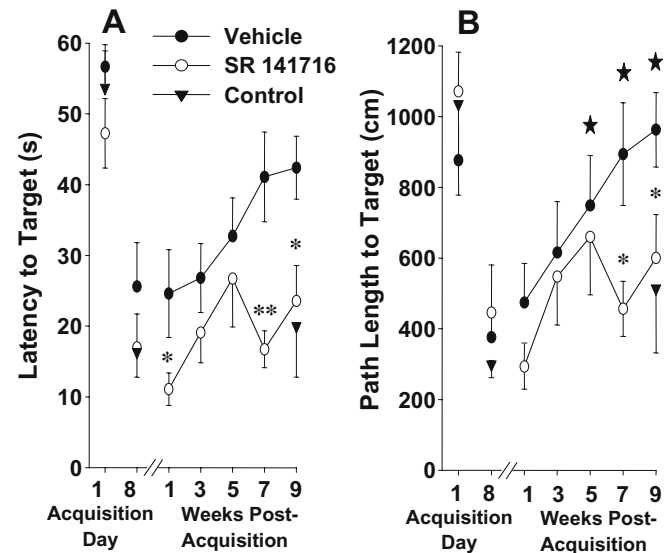 A
Vehicle
SR 141716
Control
Latency to Target (s)
60
50
40
30
20
10
0
*
**
*
1 8 1 3 5 7 9
Acquisition
Day
Weeks Post-
Acquisition
B
Path Length to Target (cm)
1200
1000
800
600
400
200
0
★
★
★
*
*
1 8 1 3 5 7 9
Acquisition
Day
Weeks Post-
Acquisition